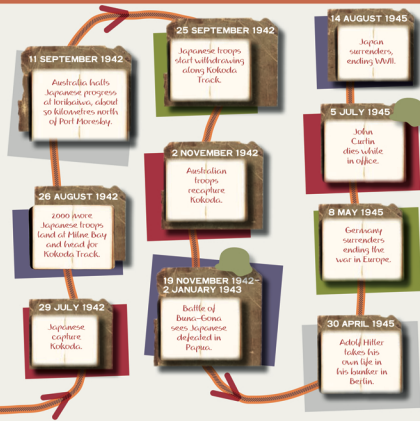 29 JULY 1942
Japanese
capture
Kokoda.
26 AUGUST 1942
2000 more
Japanese troops
land at Milne Bay
and head for
Kokoda Track.
11 SEPTEMBER 1942
Australia halts
Japanese progress
at Ioribaiwa, about
50 kilometres north
of Port Moresby.
25 SEPTEMBER 1942
Japanese troops
start withdrawing
along Kokoda
Track.
2 NOVEMBER 1942
Australian
troops
recapture
Kokoda.
19 NOVEMBER 1942–
2 JANUARY 1943
Battle of
Buna-Gona
sees Japanese
defeated in
Papua.
30 APRIL 1945
Adolf Hitler
takes his
own life in
his bunker in
Berlin.
8 MAY 1945
Germany
surrenders
ending the
war in Europe.
5 JULY 1945
John
Curtin
dies while
in office.
14 AUGUST 1945
Japan
surrenders,
ending WWII.